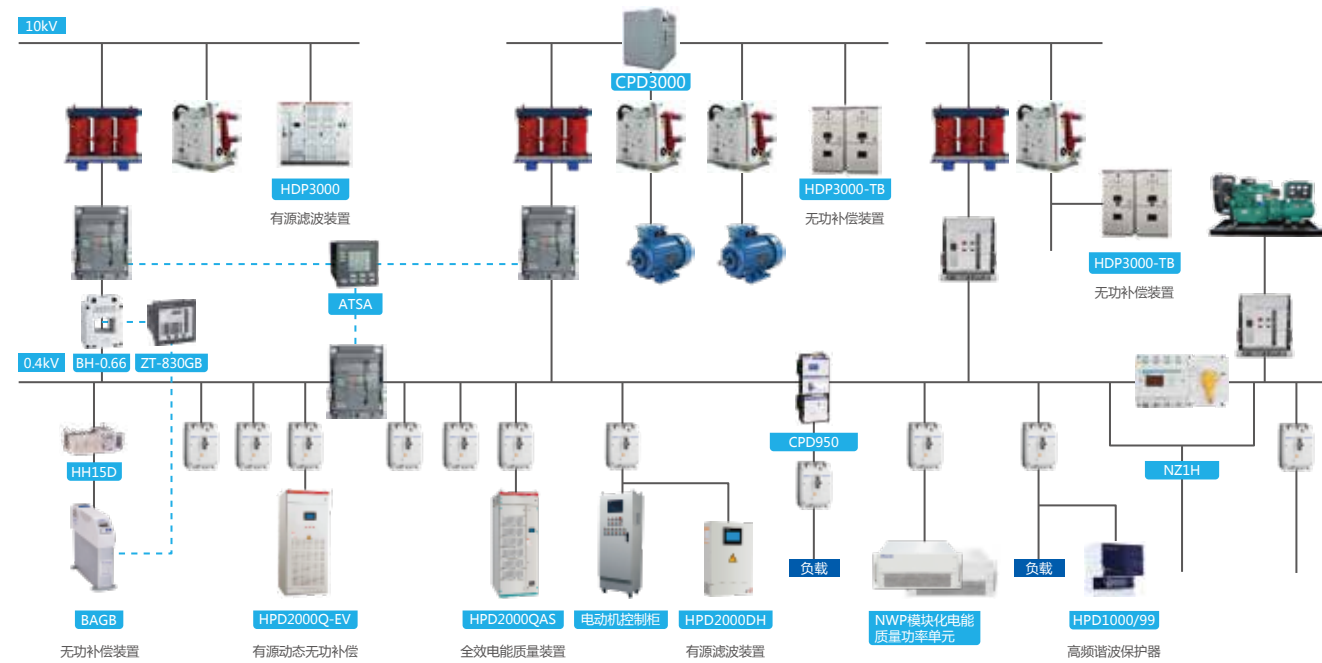 10kV
CPD3000
HDP3000
有源滤波装置
HDP3000-TB
无功补偿装置
HDP3000-TB
无功补偿装置
ATSA
0.4kV
BH-0.66
ZT-830GB
HH15D
CPD950
NZ1H
负载
负载
BAGB
无功补偿装置
HPD2000Q-EV
有源动态无功补偿
HPD2000QAS
全效电能质量装置
电动机控制柜
HPD2000DH
有源滤波装置
NWP模块化电能
质量功率单元
HPD1000/99
高频谐波保护器